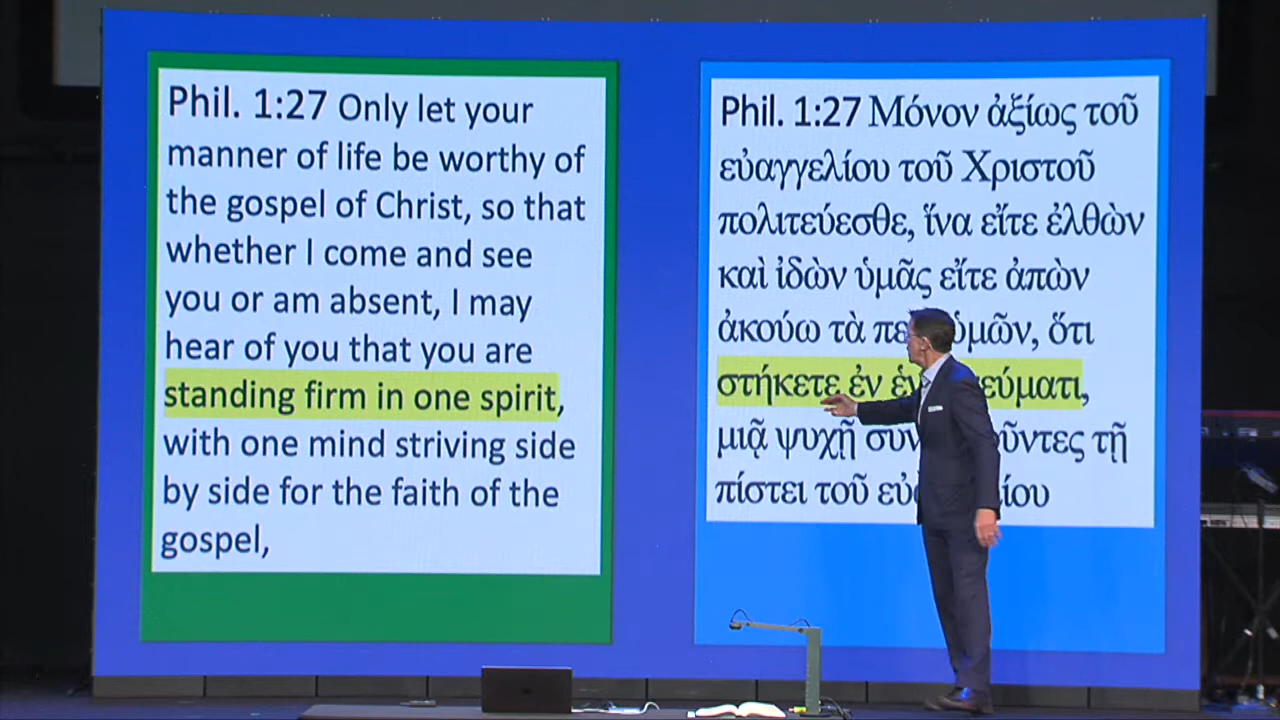 Phil. 1:27 Only let your
manner of life be worthy of
the gospel of Christ, so that
whether I come and see
you or am absent, I may
hear of you that you are
standing firm in one spirit,
with one mind striving side
by side for the faith of the
gospel,
Phil. 1:27 Μόνον ἀξίως τοῦ
εὐαγγελίου τοῦ Χριστοῦ
πολιτεύεσθε, ἵνα εἴτε ἐλθὼν
καὶ ἰδὼν ὑμᾶς εἴτε ἀπὼν
ἀκούω τὰ ὑμῶν, ὅτι
στήκετε ἐν
μιᾷ ψυχῇ τῇ
πίστει τοῦ